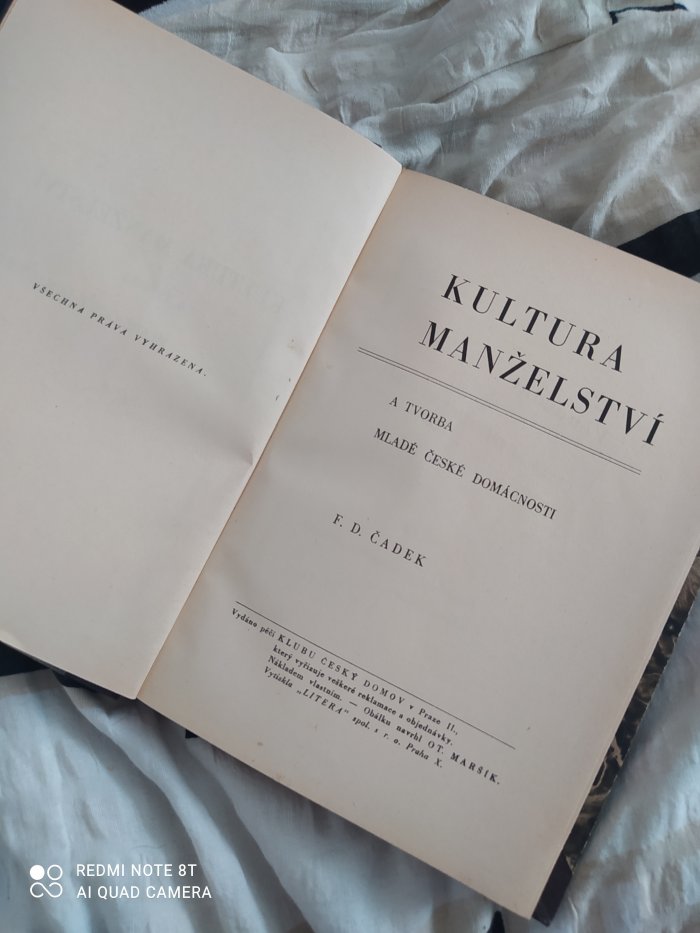 VŠECHNA PRÁVA VYHRAZENA.
KULTURA
MANŽELSTVÍ
A TVORBA
MLADÉ ČESKÉ DOMÁCNOSTI
F. D. ČADEK
Vydáno péčí KLUBU ČESKÝ DOMOV v Praze II.,
který vyřizuje veškeré reklamace a objednávky.
Nákladem vlastním. — Obálku navrhl OT. MARŠÍK.
Vytiskla „LITERA“ spol. s r. o. Praha X.
REDMI NOTE 8T
AI QUAD CAMERA